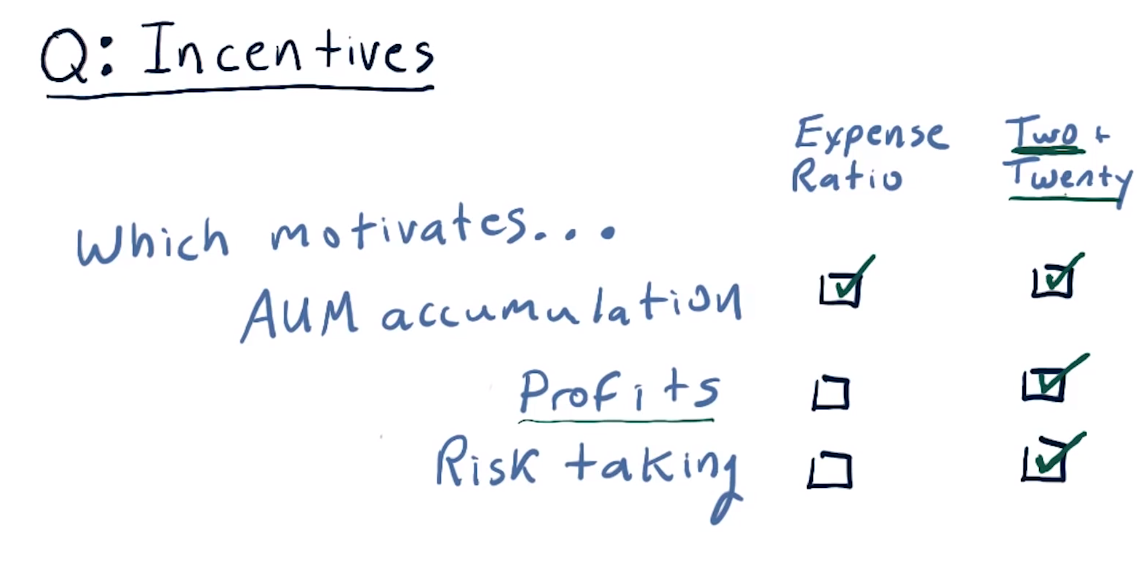 Q: Incentives
Expense Two +
Ratio Twenty
Which motivates...
AUM accumulation
Profits
Risk taking